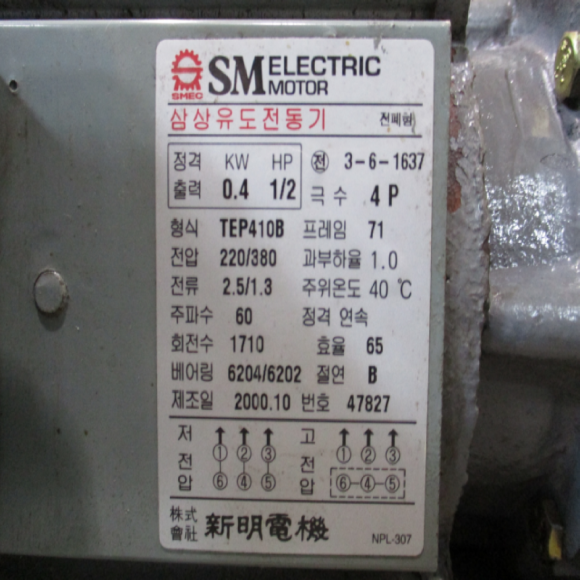 SMEC SM ELECTRIC MOTOR
삼상유도전동기 전폐형
정격 KW HP 전 3-6-1637
출력 0.4 1/2 극수 4P
형식 TEP410B 프레임 71
전압 220/380 과부하율 1.0
전류 2.5/1.3 주위온도 40℃
주파수 60 정격 연속
회전수 1710 효율 65
베어링 6204/6202 절연 B
제조일 2000.10 번호 47827
저 ↑ ↑ ↑ 고 ↑ ↑ ↑
전 ① ② ③ 전 ① ② ③
압 ⑥ ④ ⑤ 압 ⑥-④-⑤
株式會社 新明電機 NPL-307